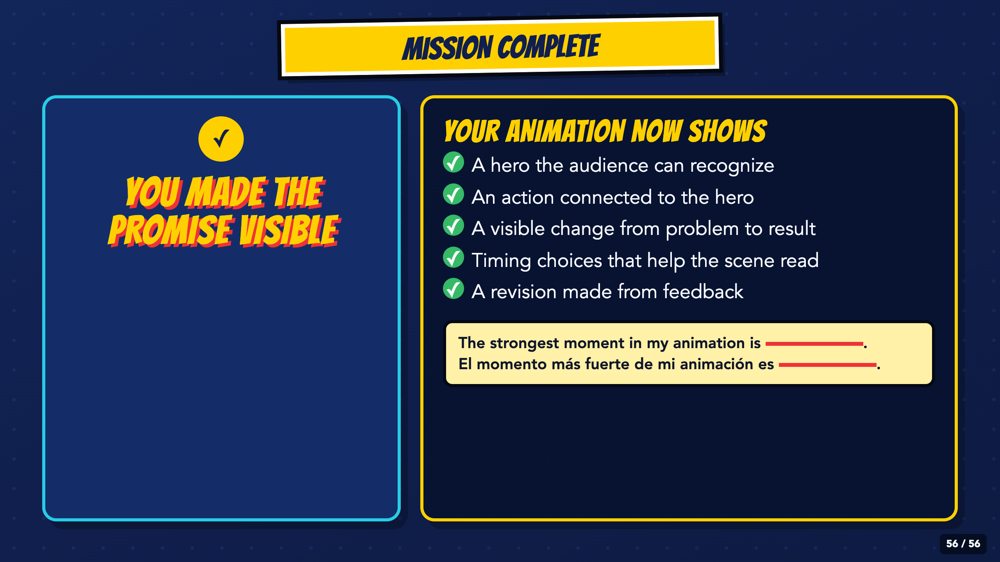 MISSION COMPLETE
YOU MADE THE
PROMISE VISIBLE
YOUR ANIMATION NOW SHOWS
A hero the audience can recognize
An action connected to the hero
A visible change from problem to result
Timing choices that help the scene read
A revision made from feedback
The strongest moment in my animation is ________.
El momento más fuerte de mi animación es ________.
56 / 56